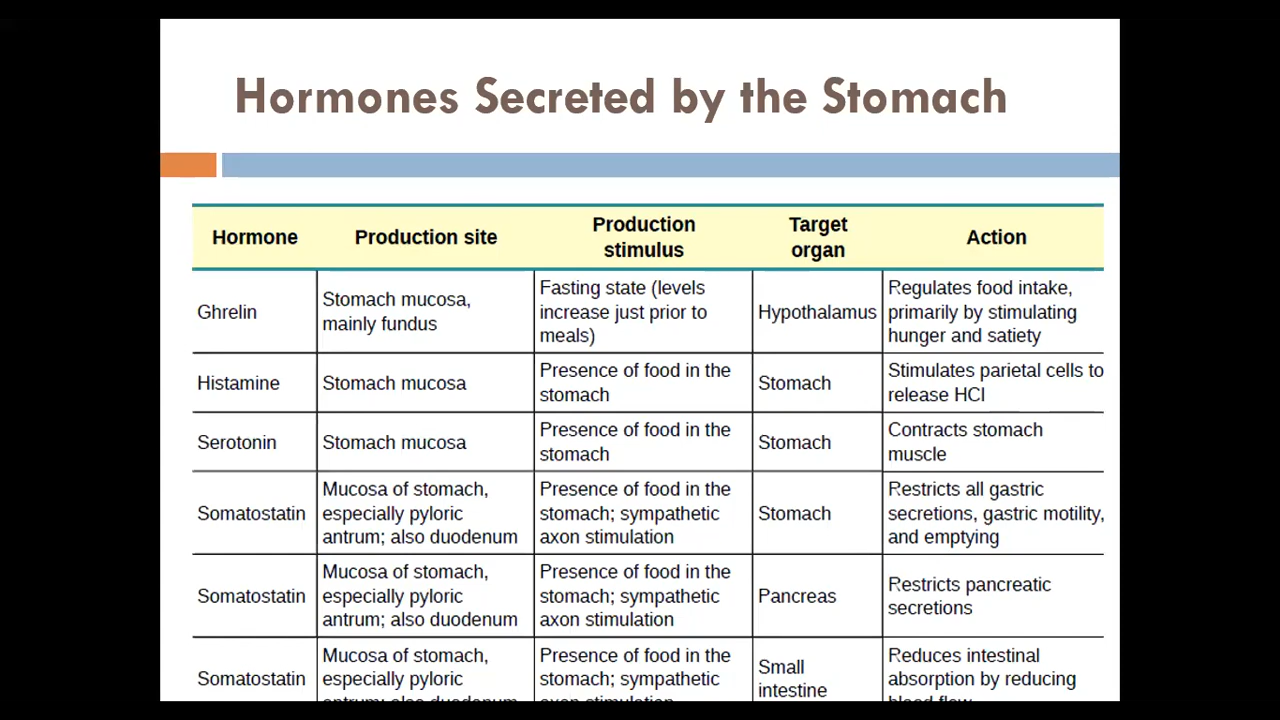 Hormones Secreted by the Stomach
Hormone
Production site
Production
stimulus
Target
organ
Action
Ghrelin
Stomach mucosa,
mainly fundus
Fasting state (levels
increase just prior to
meals)
Hypothalamus
Regulates food intake,
primarily by stimulating
hunger and satiety
Histamine
Stomach mucosa
Presence of food in the
stomach
Stomach
Stimulates parietal cells to
release HCl
Serotonin
Stomach mucosa
Presence of food in the
stomach
Stomach
Contracts stomach
muscle
Somatostatin
Mucosa of stomach,
especially pyloric
antrum; also duodenum
Presence of food in the
stomach; sympathetic
axon stimulation
Stomach
Restricts all gastric
secretions, gastric motility,
and emptying
Somatostatin
Mucosa of stomach,
especially pyloric
antrum; also duodenum
Presence of food in the
stomach; sympathetic
axon stimulation
Pancreas
Restricts pancreatic
secretions
Somatostatin
Mucosa of stomach,
especially pyloric
antrum; also duodenum
Presence of food in the
stomach; sympathetic
axon stimulation
Small
intestine
Reduces intestinal
absorption by reducing
blood flow